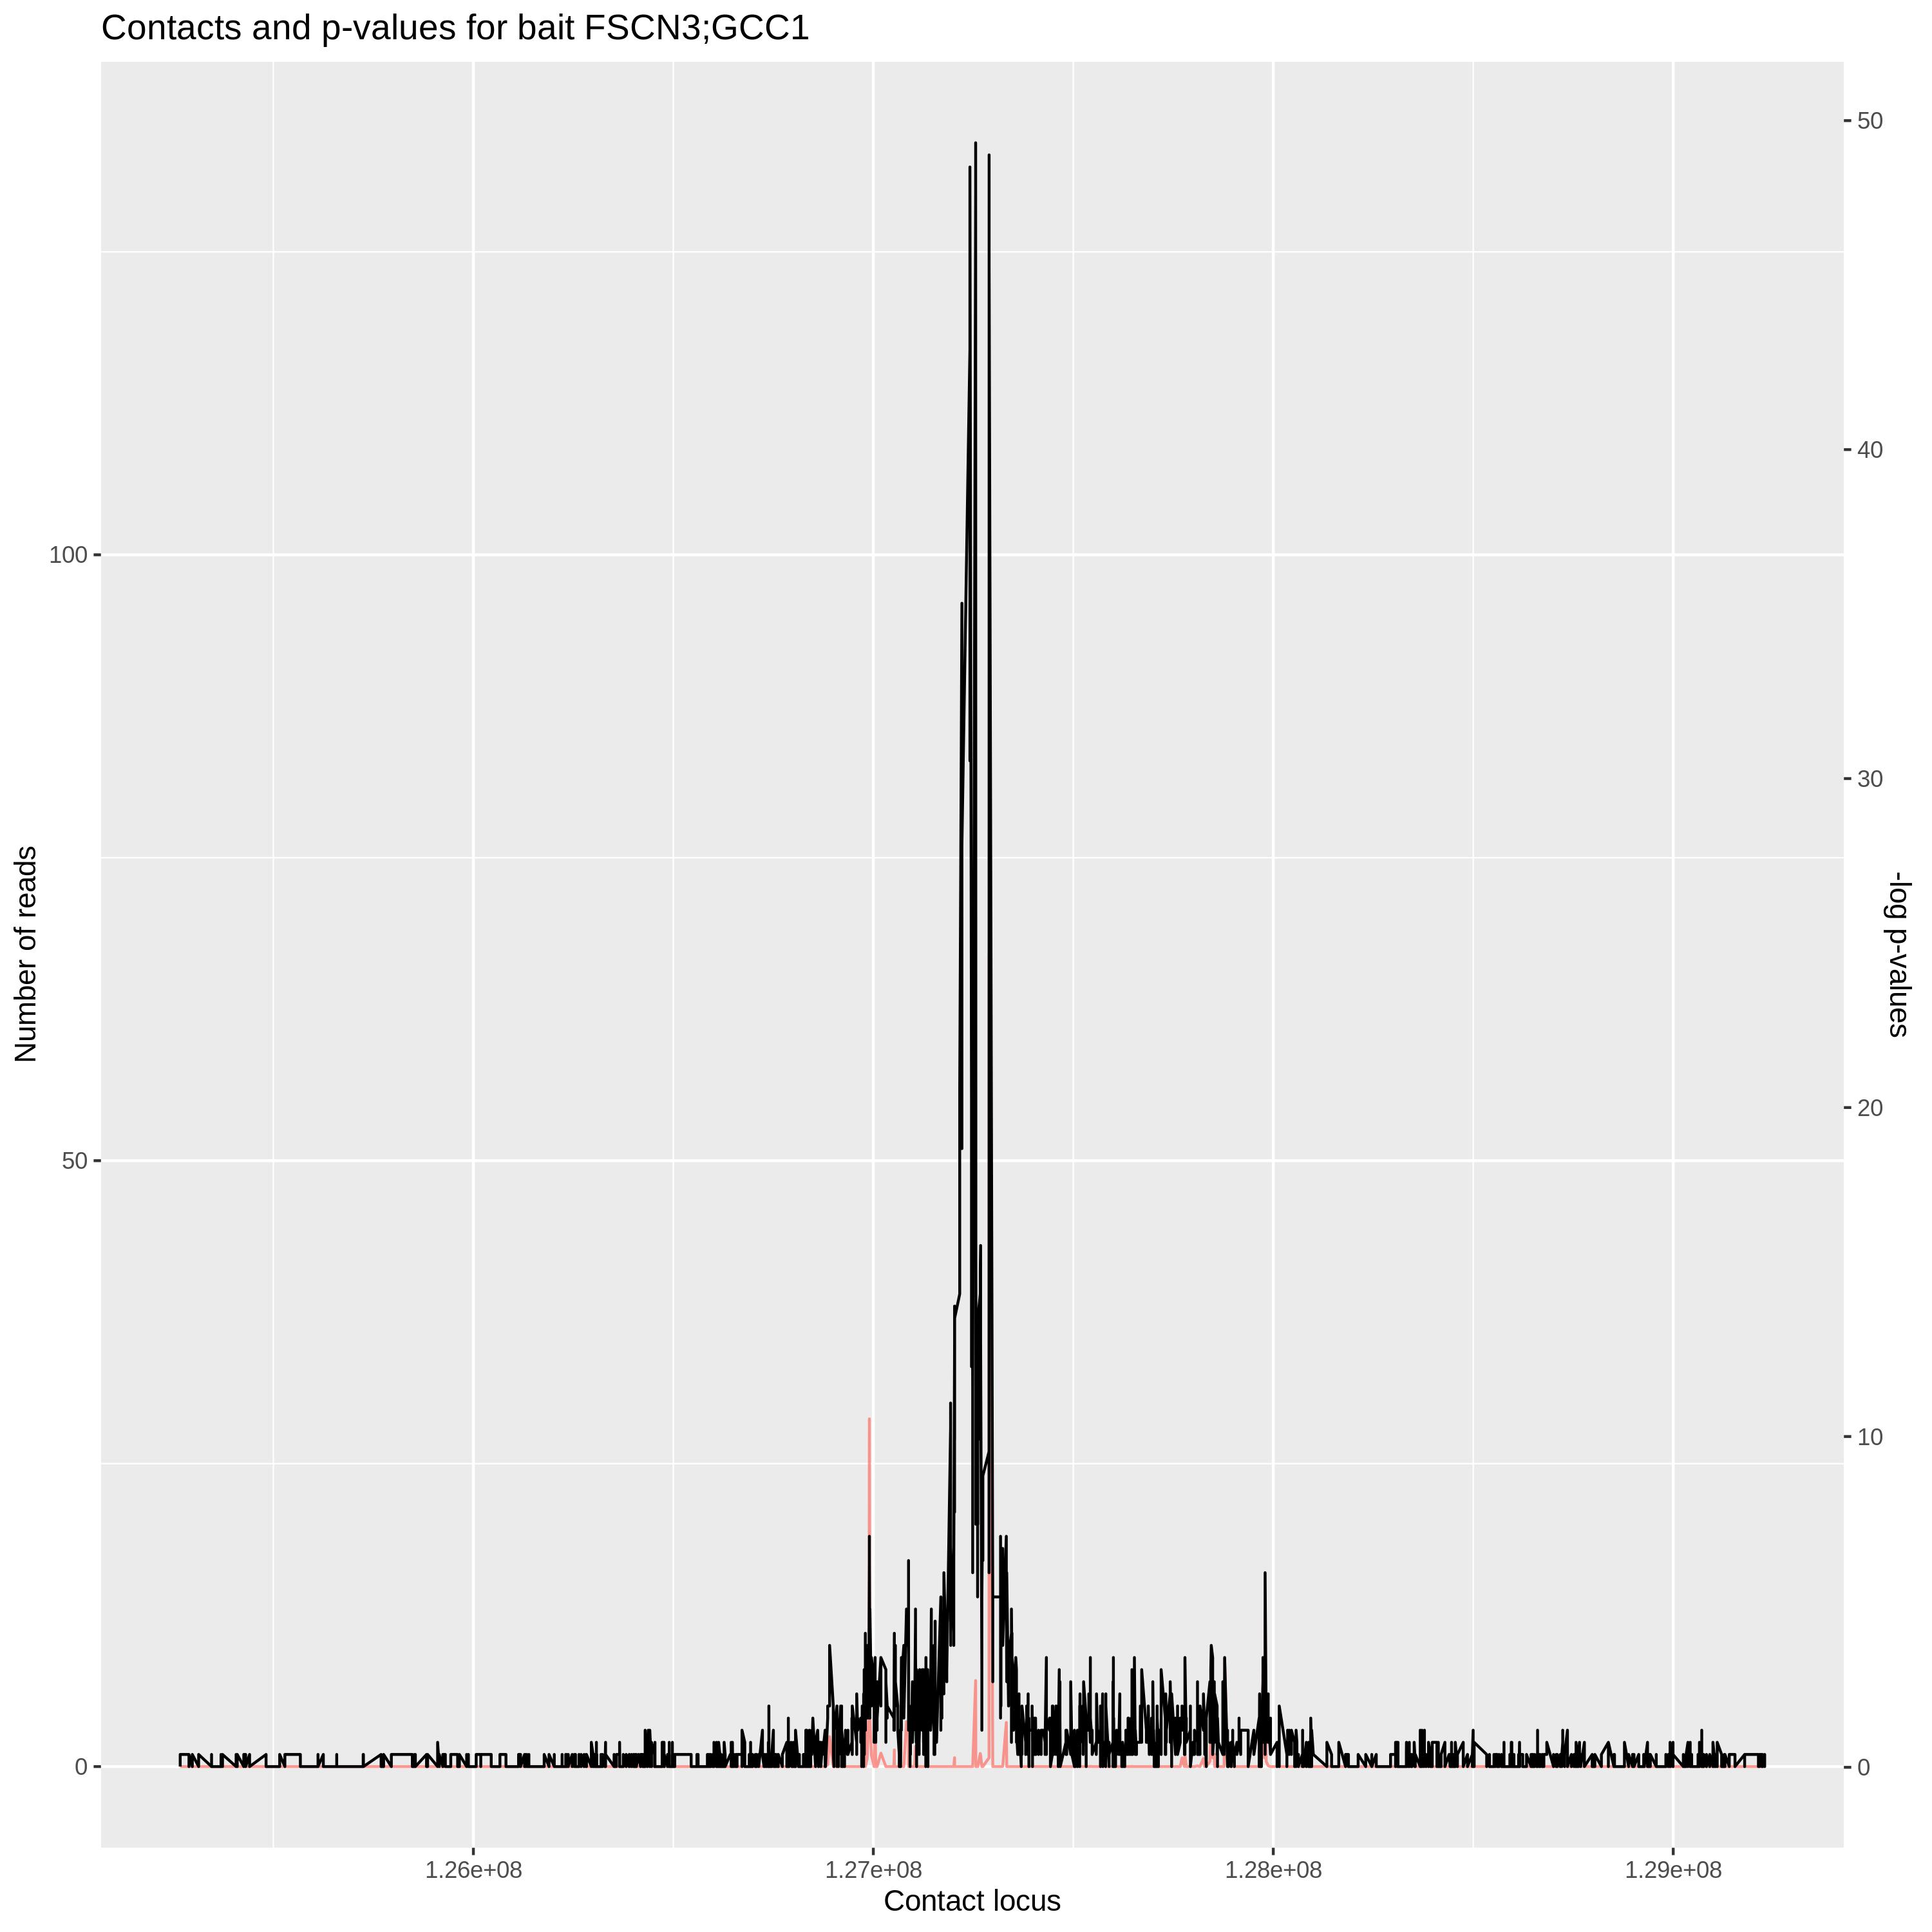 Contacts and p-values for bait FSCN3;GCC1
Number of reads
100
50
0
50
40
30
20
10
0
-log p-values
1.26e+08
1.27e+08
1.28e+08
1.29e+08
Contact locus